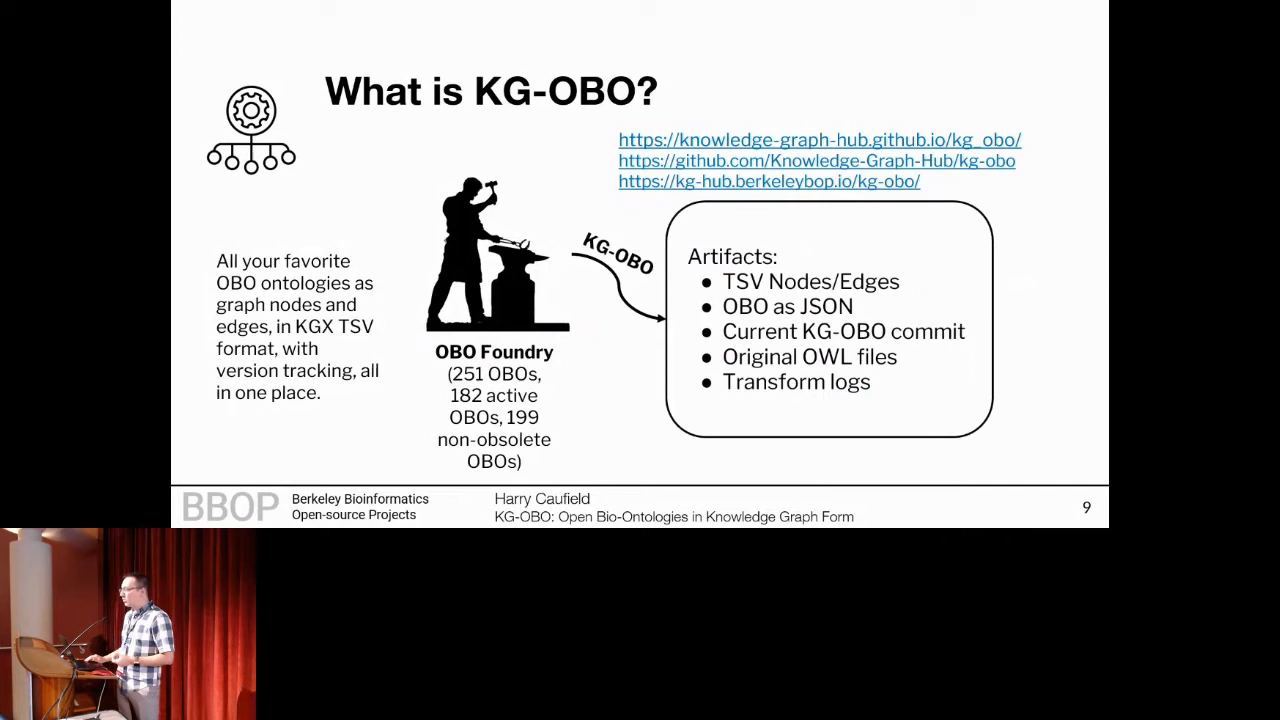 What is KG-OBO?
https://knowledge-graph-hub.github.io/kg_obo/
https://github.com/Knowledge-Graph-Hub/kg-obo
https://kg-hub.berkeleybop.io/kg-obo/
All your favorite
OBO ontologies as
graph nodes and
edges, in KGX TSV
format, with
version tracking, all
in one place.
OBO Foundry
(251 OBOs,
182 active
OBOs, 199
non-obsolete
OBOs)
KG-OBO
Artifacts:
● TSV Nodes/Edges
● OBO as JSON
● Current KG-OBO commit
● Original OWL files
● Transform logs
BBOP
Berkeley Bioinformatics
Open-source Projects
Harry Caufield
KG-OBO: Open Bio-Ontologies in Knowledge Graph Form
9